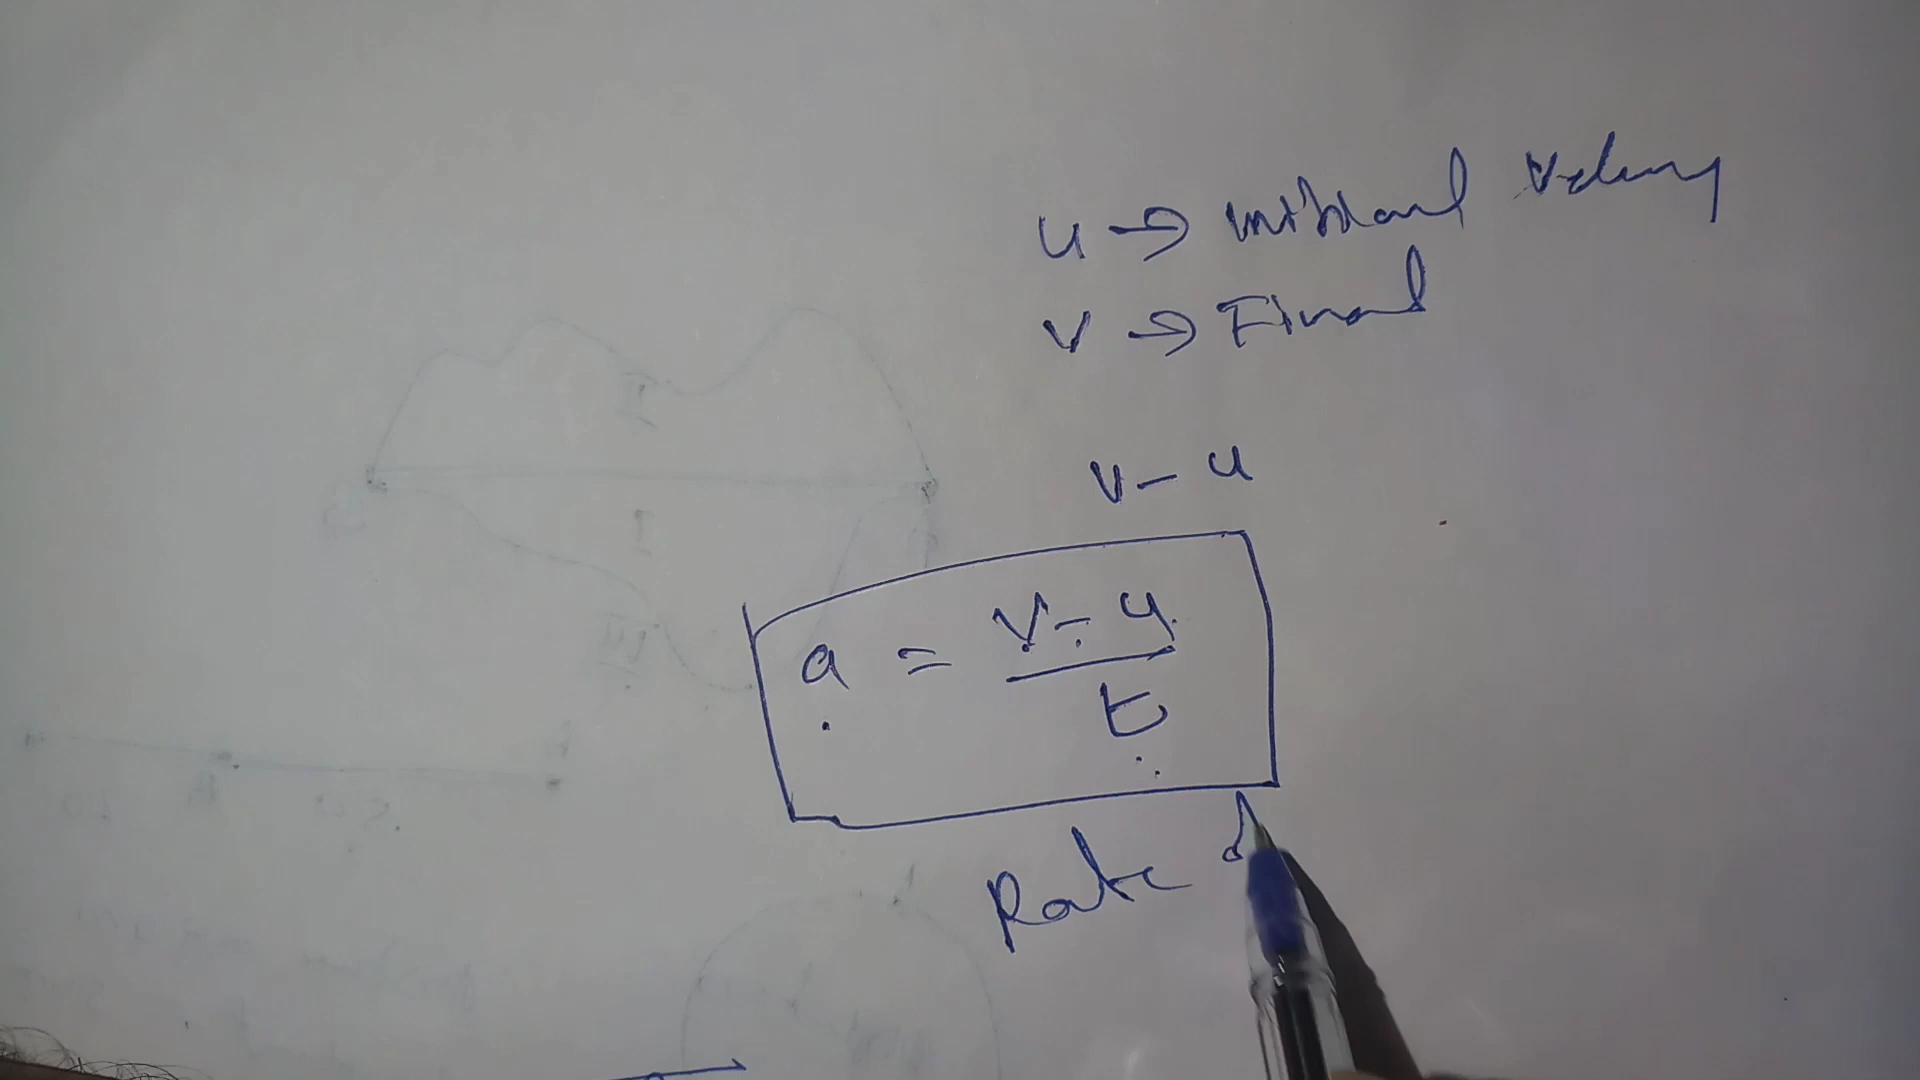 u → initial velocity
v → Final
v - u
a = v - u / t
Rate of